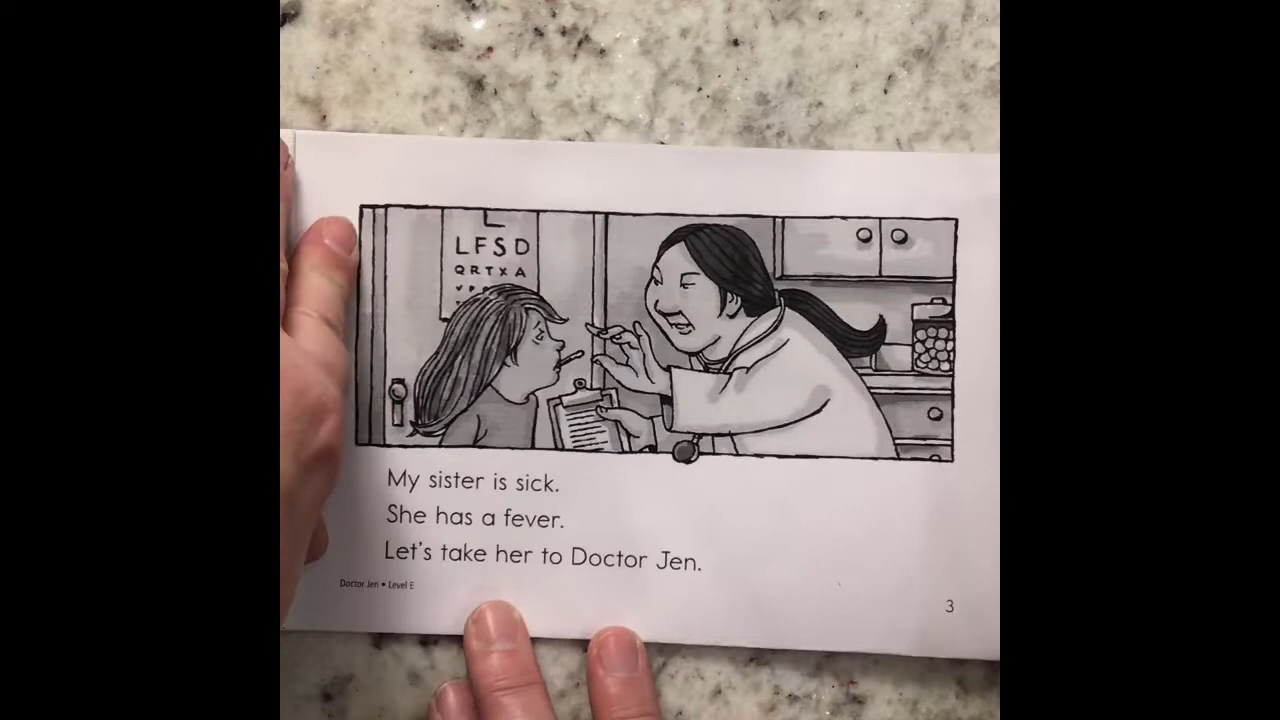 L
LFSD
QRTXA
My sister is sick.
She has a fever.
Let's take her to Doctor Jen.
Doctor Jen • Level E
3